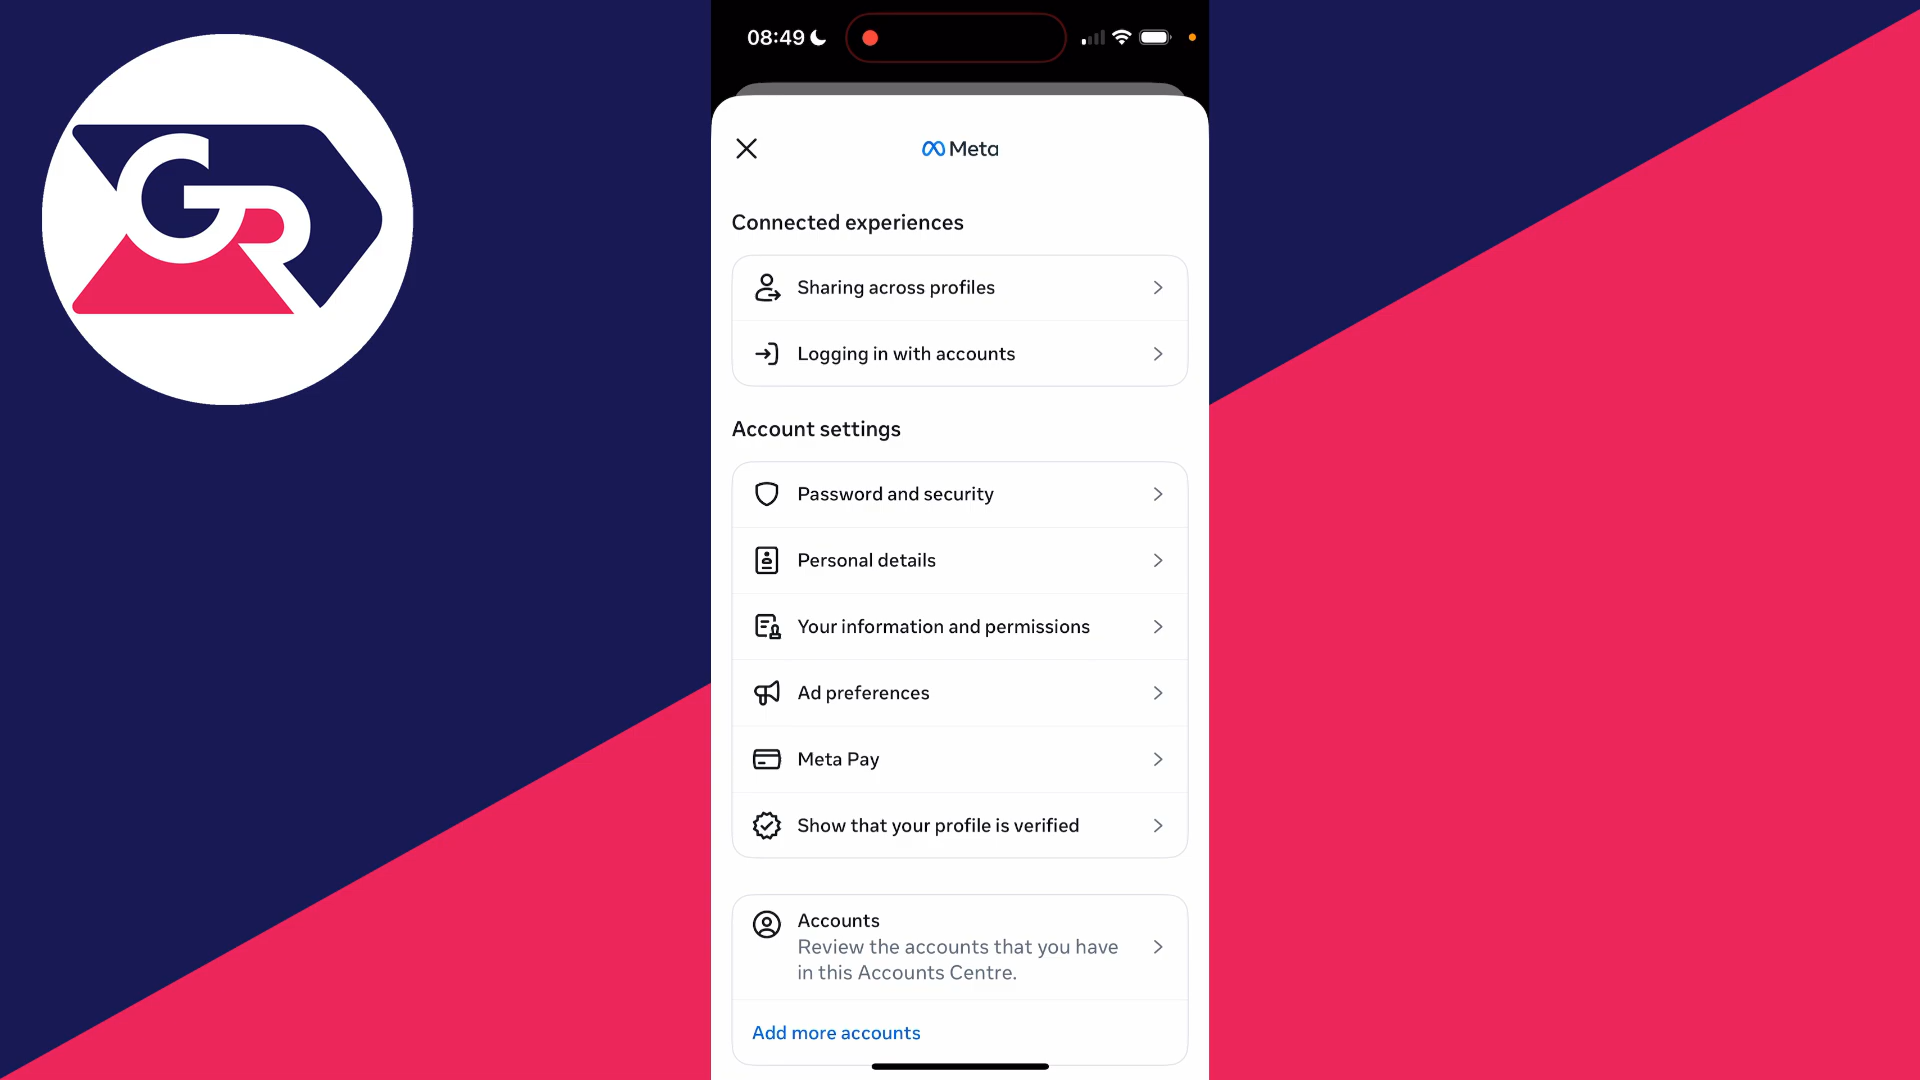 GR
08:49
Meta
Connected experiences
Sharing across profiles
Logging in with accounts
Account settings
Password and security
Personal details
Your information and permissions
Ad preferences
Meta Pay
Show that your profile is verified
Accounts
Review the accounts that you have
in this Accounts Centre.
Add more accounts